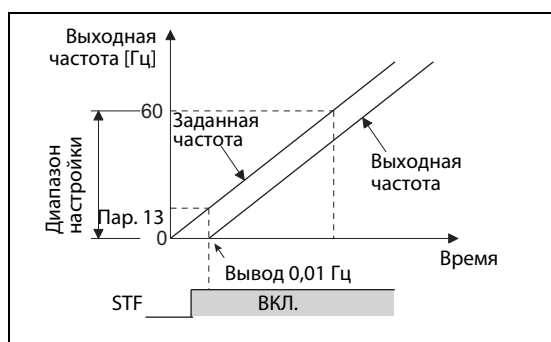 Выходная
частота [Гц]
60
Заданная
частота
Выходная
частота
Диапазон
настройки
Пар. 13
0
Время
Вывод 0,01 Гц
STF
ВКЛ.